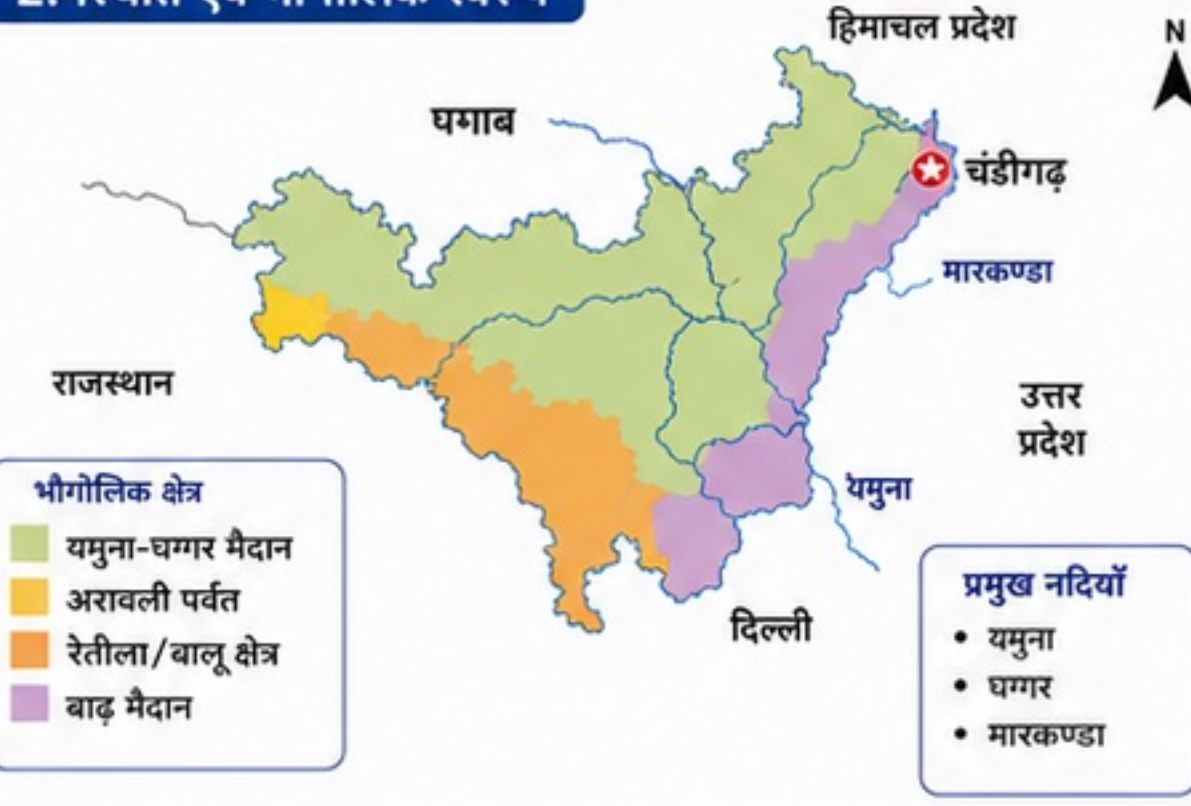 हिमाचल प्रदेश
N
घगाब
चंडीगढ़
मारकण्डा
राजस्थान
उत्तर
प्रदेश
यमुना
दिल्ली
भौगोलिक क्षेत्र
यमुना-घग्गर मैदान
अरावली पर्वत
रेतीला/बालू क्षेत्र
बाढ़ मैदान
प्रमुख नदियाँ
• यमुना
• घग्गर
• मारकण्डा